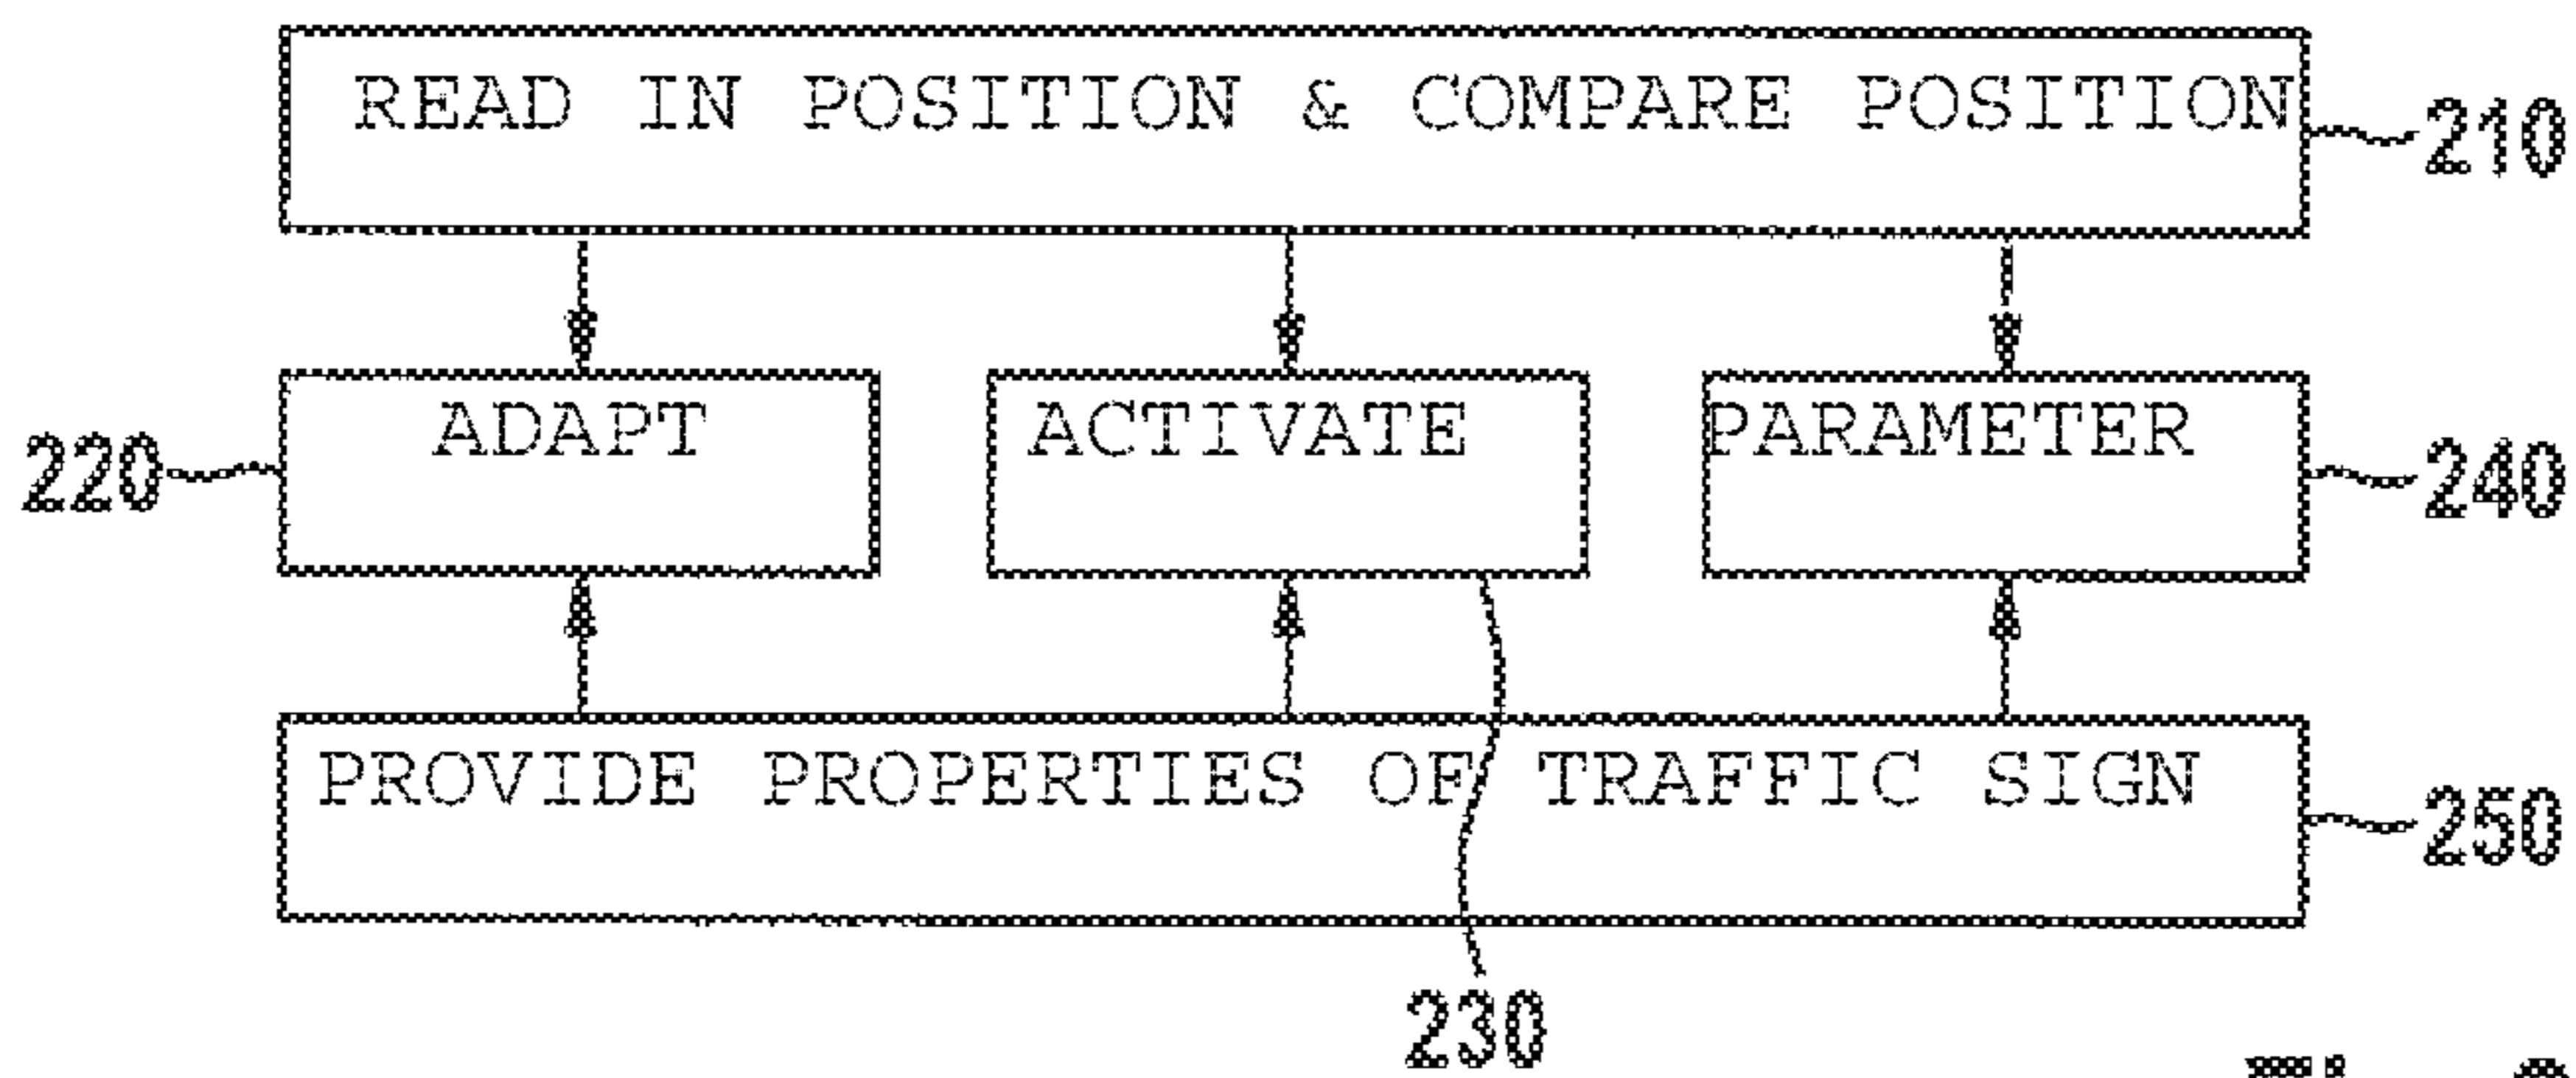 READ IN POSITION & COMPARE POSITION
210
220
ADAPT
ACTIVATE
PARAMETER
240
PROVIDE PROPERTIES OF TRAFFIC SIGN
250
230